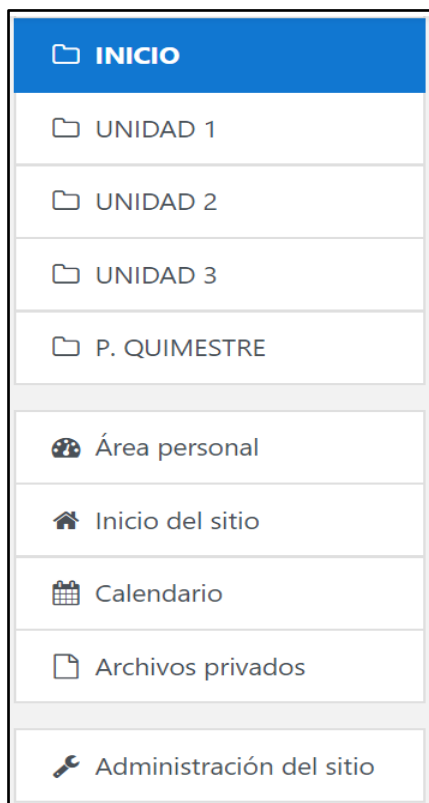 INICIO
UNIDAD 1
UNIDAD 2
UNIDAD 3
P. QUIMESTRE
Área personal
Inicio del sitio
Calendario
Archivos privados
Administración del sitio